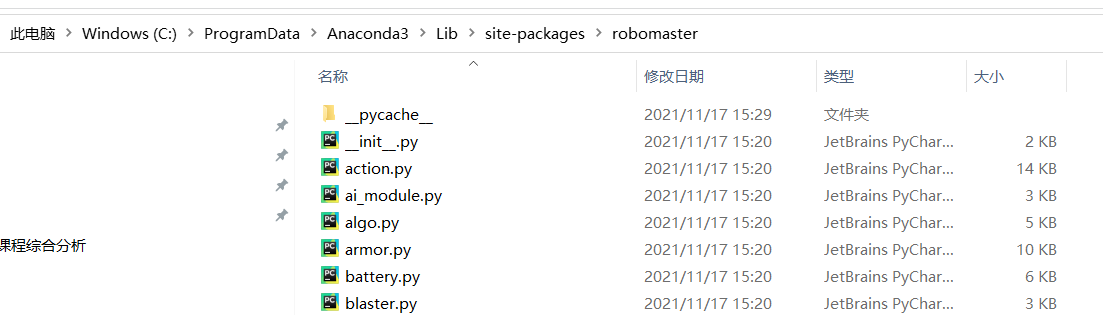 此电脑 > Windows (C:) > ProgramData > Anaconda3 > Lib > site-packages > robomaster
名称 修改日期 类型 大小
__pycache__ 2021/11/17 15:29 文件夹
__init__.py 2021/11/17 15:20 JetBrains PyChar... 2 KB
action.py 2021/11/17 15:20 JetBrains PyChar... 14 KB
ai_module.py 2021/11/17 15:20 JetBrains PyChar... 3 KB
algo.py 2021/11/17 15:20 JetBrains PyChar... 5 KB
课程综合分析
armor.py 2021/11/17 15:20 JetBrains PyChar... 10 KB
battery.py 2021/11/17 15:20 JetBrains PyChar... 6 KB
blaster.py 2021/11/17 15:20 JetBrains PyChar... 3 KB